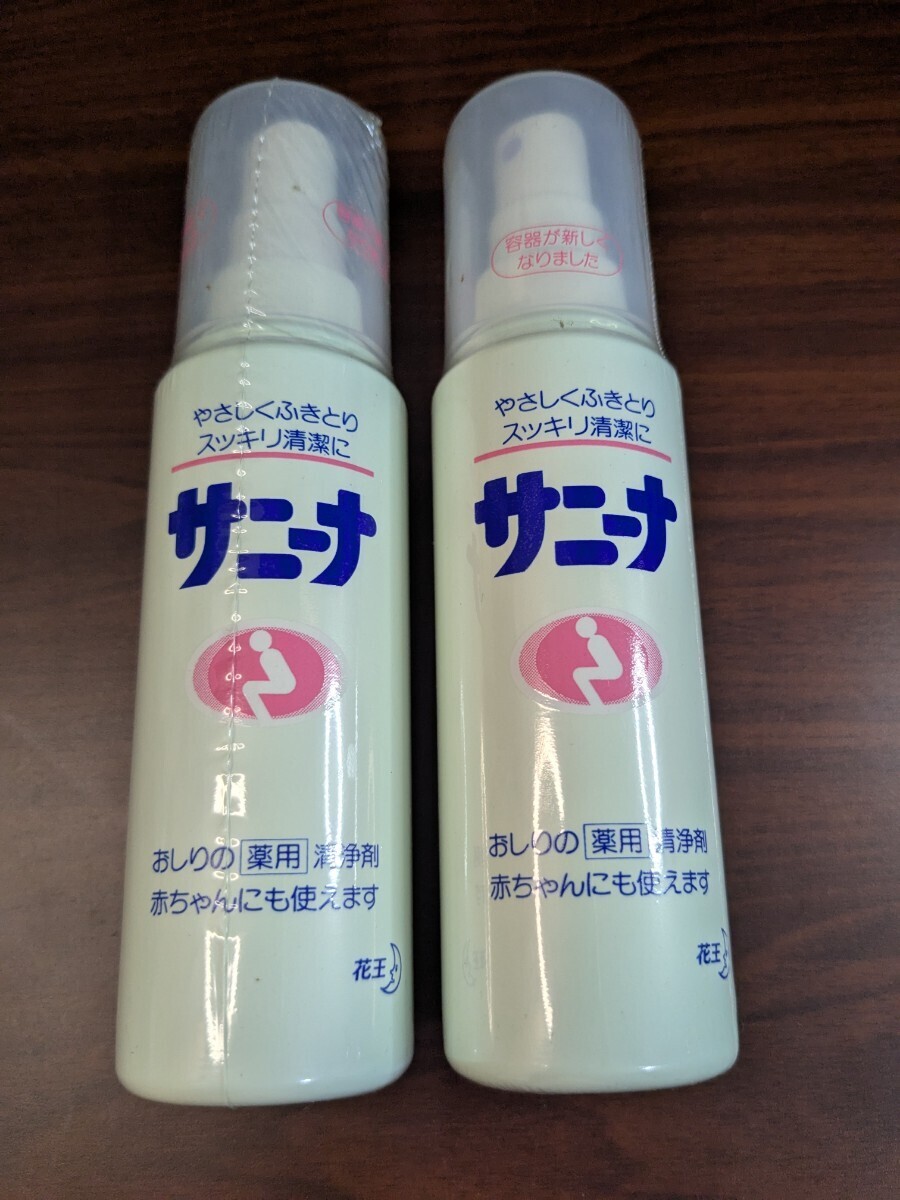 やさしくふきとり
スッキリ清潔に
サニーナ
おしりの 薬用 清浄剤
赤ちゃんにも使えます
花王
容器が新しく
なりました
やさしくふきとり
スッキリ清潔に
サニーナ
おしりの 薬用 清浄剤
赤ちゃんにも使えます
花王